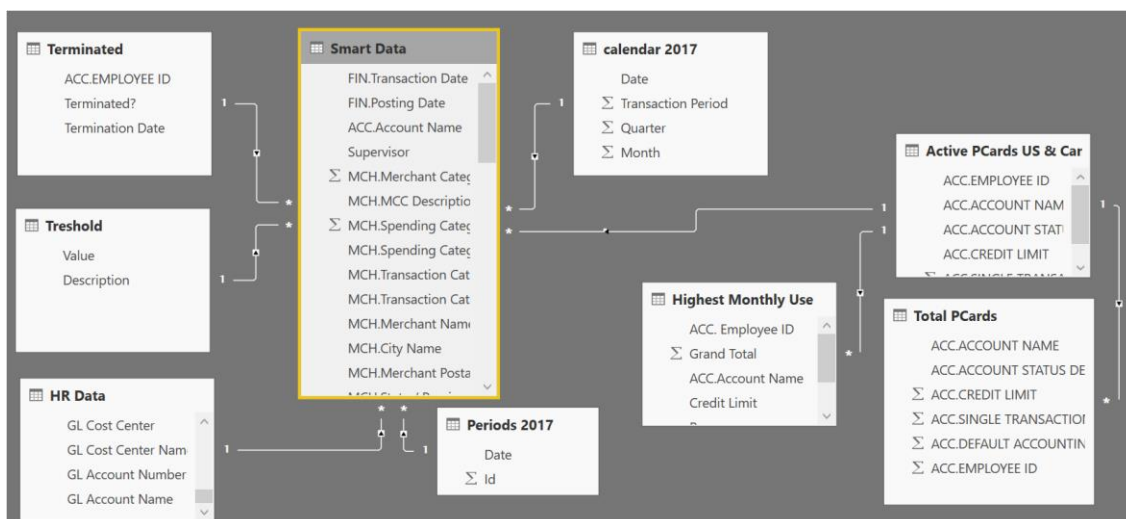 Terminated
ACC.EMPLOYEE ID
Terminated?
Termination Date
Treshold
Value
Description
HR Data
GL Cost Center
GL Cost Center Nam
GL Account Number
GL Account Name
Smart Data
FIN.Transaction Date
FIN.Posting Date
ACC.Account Name
Supervisor
Σ MCH.Merchant Categ
MCH.MCC Descriptio
Σ MCH.Spending Categ
MCH.Spending Categ
MCH.Transaction Cat
MCH.Transaction Cat
MCH.Merchant Name
MCH.City Name
MCH.Merchant Posta
calendar 2017
Date
Σ Transaction Period
Σ Quarter
Σ Month
Periods 2017
Date
Σ Id
Highest Monthly Use
ACC. Employee ID
Σ Grand Total
ACC.Account Name
Credit Limit
Active PCards US & Car
ACC.EMPLOYEE ID
ACC.ACCOUNT NAM
ACC.ACCOUNT STAT
ACC.CREDIT LIMIT
Total PCards
ACC.ACCOUNT NAME
ACC.ACCOUNT STATUS DE
Σ ACC.CREDIT LIMIT
Σ ACC.SINGLE TRANSACTION
Σ ACC.DEFAULT ACCOUNTIN
Σ ACC.EMPLOYEE ID
1
*
1
*
1
*
1
*
1
*
1
*
1
*
1
*